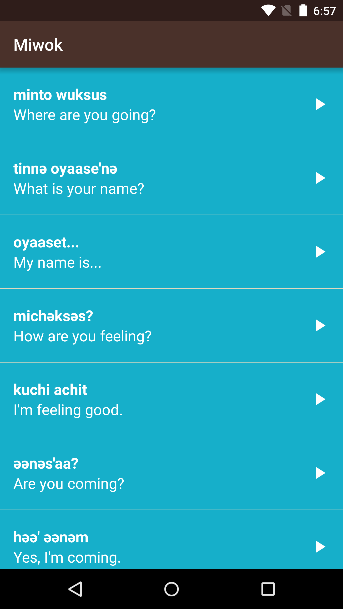 6:57
Miwok
minto wuksus
Where are you going?
tinnә oyaase'nә
What is your name?
oyaaset...
My name is...
michәksәs?
How are you feeling?
kuchi achit
I'm feeling good.
әәnәs'aa?
Are you coming?
hәә' әәnәm
Yes, I'm coming.